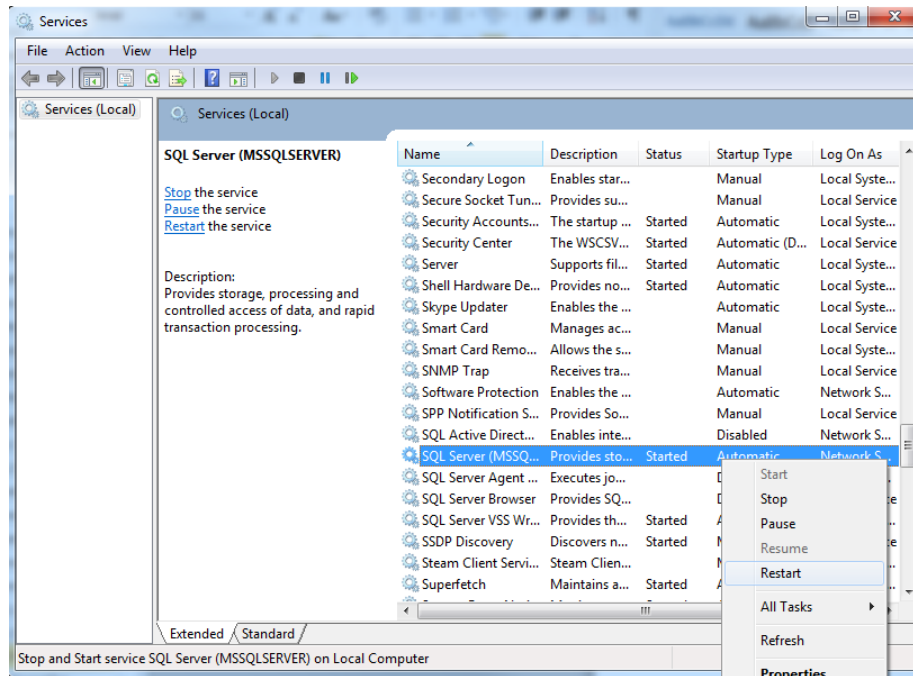 Services
File Action View Help
Services (Local)
Services (Local)
SQL Server (MSSQLSERVER)
Stop the service
Pause the service
Restart the service
Description:
Provides storage, processing and
controlled access of data, and rapid
transaction processing.
Name Description Status Startup Type Log On As
Secondary Logon Enables star... Manual Local Syste...
Secure Socket Tun... Provides su... Manual Local Service
Security Accounts... The startup ... Started Automatic Local Syste...
Security Center The WSCSV... Started Automatic (D... Local Service
Server Supports fil... Started Automatic Local Syste...
Shell Hardware De... Provides no... Started Automatic Local Syste...
Skype Updater Enables the ... Automatic Local Syste...
Smart Card Manages ac... Manual Local Service
Smart Card Remo... Allows the s... Manual Local Syste...
SNMP Trap Receives tra... Manual Local Service
Software Protection Enables the ... Automatic Network S...
SPP Notification S... Provides So... Manual Local Service
SQL Active Direct... Enables inte... Disabled Network S...
SQL Server (MSSQ... Provides sto... Started Automatic Network S...
SQL Server Agent ... Executes jo...
SQL Server Browser Provides SQ...
SQL Server VSS Wr... Provides th... Started
SSDP Discovery Discovers n... Started
Steam Client Servi... Steam Clien...
Superfetch Maintains a... Started
Start
Stop
Pause
Resume
Restart
All Tasks
Refresh
Properties
Extended Standard
Stop and Start service SQL Server (MSSQLSERVER) on Local Computer